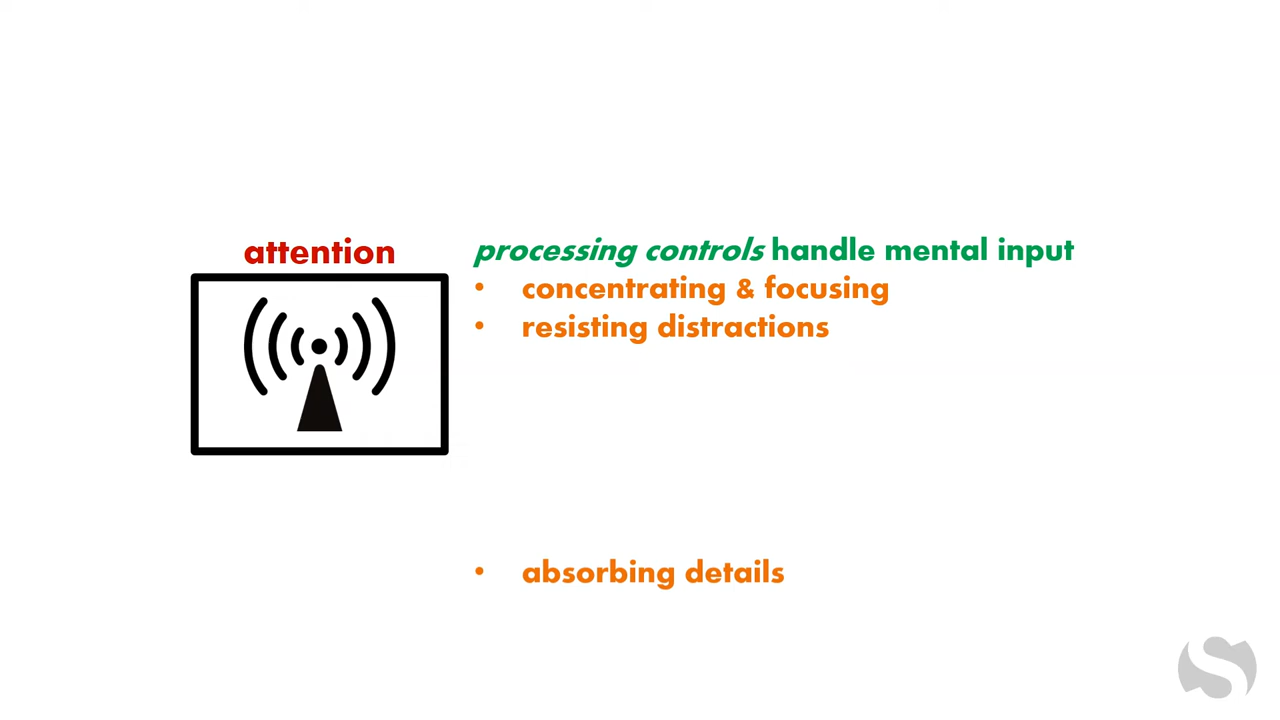 attention
processing controls handle mental input
• concentrating & focusing
• resisting distractions
• absorbing details
S